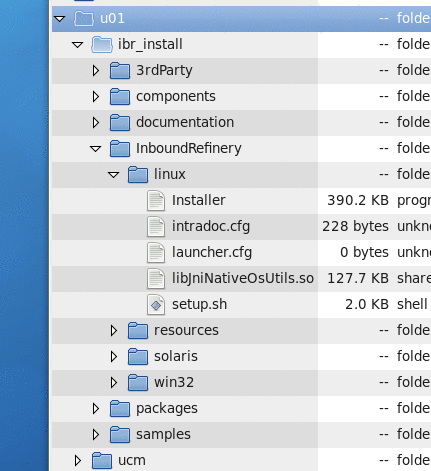 u01 -- folde
ibr_install -- folde
3rdParty -- folde
components -- folde
documentation -- folde
InboundRefinery -- folde
linux -- folde
Installer 390.2 KB progr
intradoc.cfg 228 bytes unkn
launcher.cfg 0 bytes unkn
libJniNativeOsUtils.so 127.7 KB share
setup.sh 2.0 KB shell
resources -- folde
solaris -- folde
win32 -- folde
packages -- folde
samples -- folde
ucm -- folde